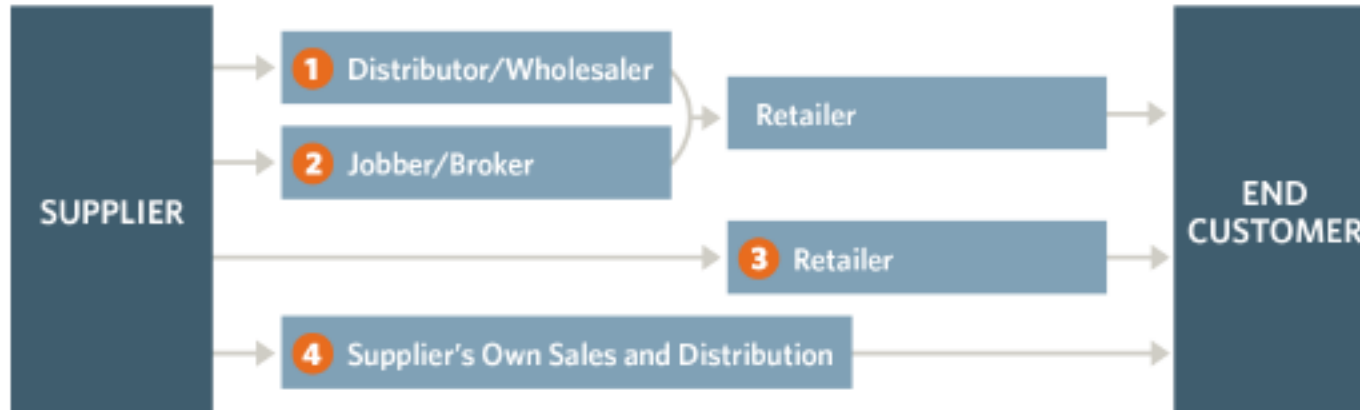 SUPPLIER
1 Distributor/Wholesaler
2 Jobber/Broker
Retailer
3 Retailer
4 Supplier's Own Sales and Distribution
END
CUSTOMER